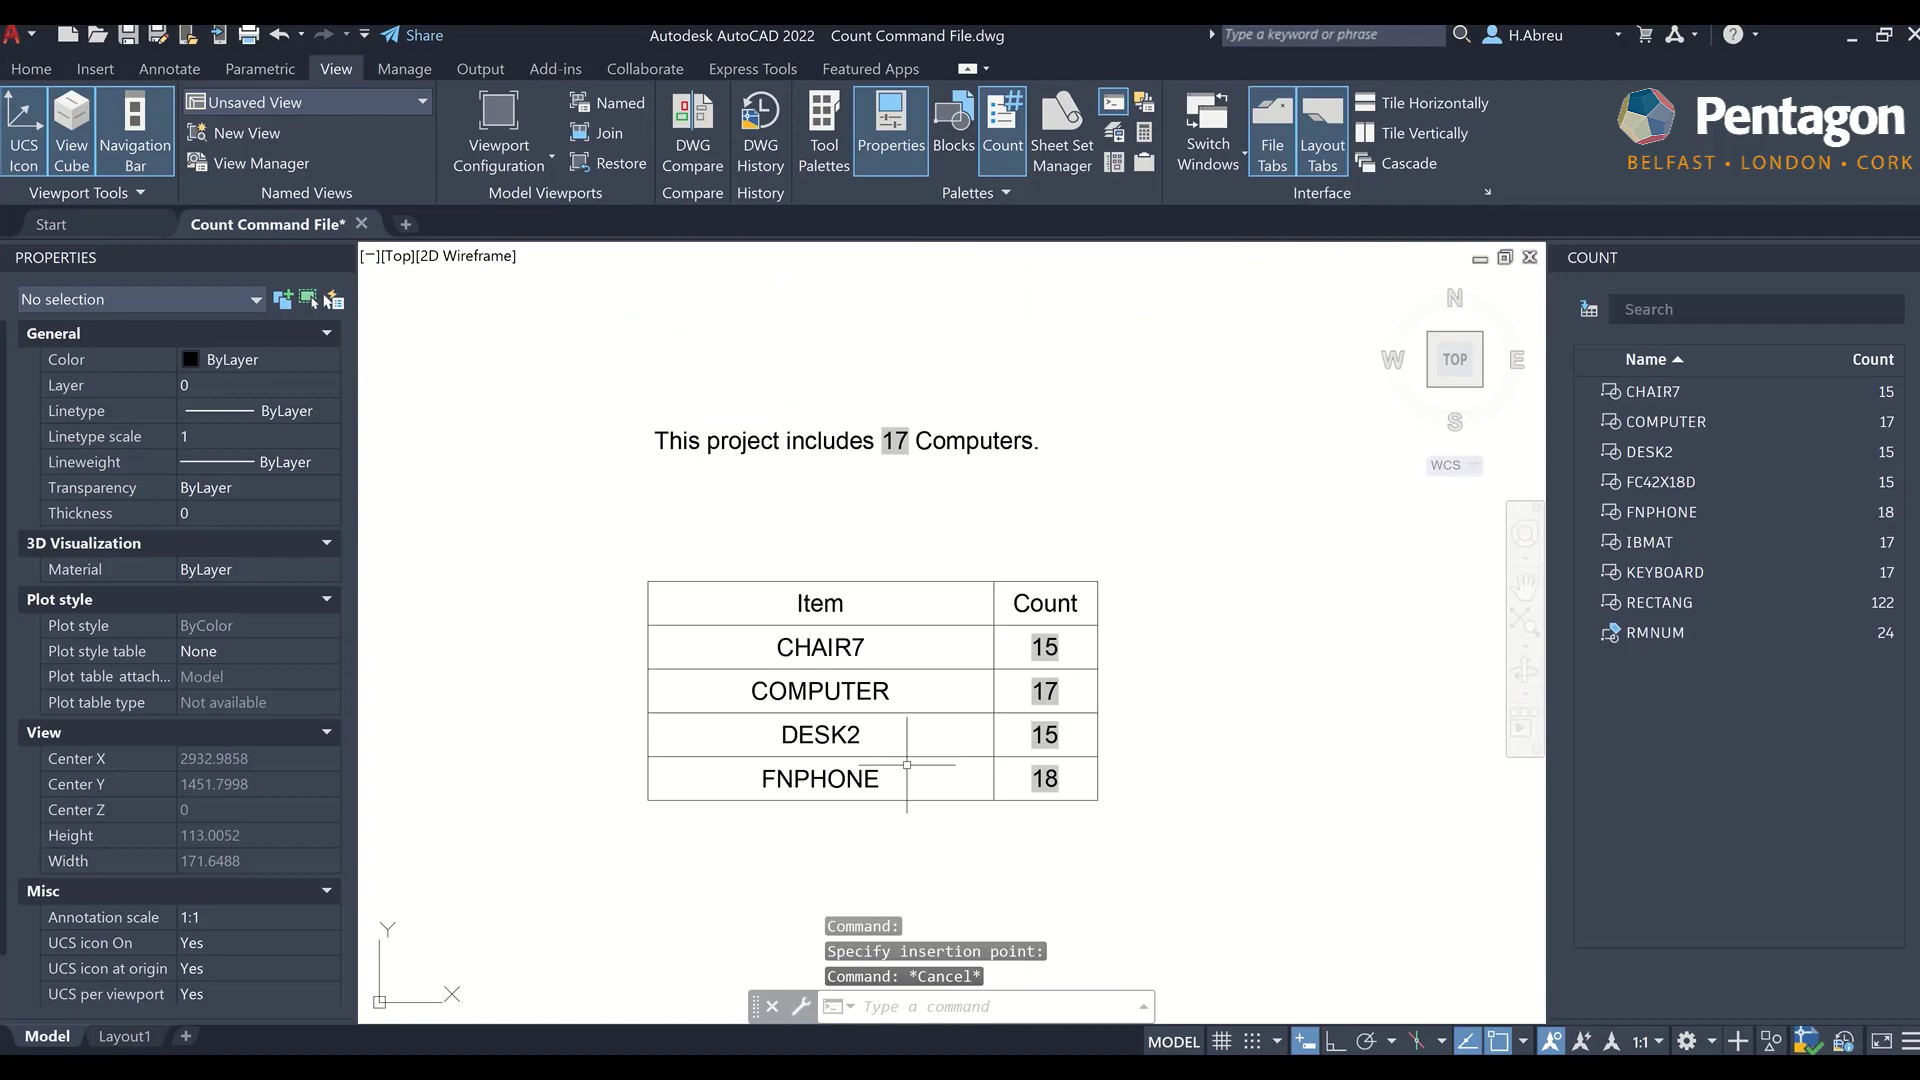 Share
Autodesk AutoCAD 2022 Count Command File.dwg
Type a keyword or phrase
H.Abreu
Home Insert Annotate Parametric View Manage Output Add-ins Collaborate Express Tools Featured Apps
UCS Icon
View Cube
Navigation Bar
Viewport Tools
Unsaved View
New View
View Manager
Named Views
Viewport Configuration
Named
Join
Restore
Model Viewports
DWG Compare
Compare
DWG History
History
Tool Palettes
Properties
Blocks
Count
Sheet Set Manager
Palettes
Switch Windows
File Tabs
Layout Tabs
Tile Horizontally
Tile Vertically
Cascade
Interface
Pentagon
BELFAST • LONDON • CORK
Start
Count Command File*
PROPERTIES
No selection
General
Color ByLayer
Layer 0
Linetype ByLayer
Linetype scale 1
Lineweight ByLayer
Transparency ByLayer
Thickness 0
3D Visualization
Material ByLayer
Plot style
Plot style ByColor
Plot style table None
Plot table attach... Model
Plot table type Not available
View
Center X 2932.9858
Center Y 1451.7998
Center Z 0
Height 113.0052
Width 171.6488
Misc
Annotation scale 1:1
UCS icon On Yes
UCS icon at origin Yes
UCS per viewport Yes
[−][Top][2D Wireframe]
N
W TOP E
S
WCS
This project includes 17 Computers.
Item Count
CHAIR7 15
COMPUTER 17
DESK2 15
FNPHONE 18
Y
X
Command:
Specify insertion point:
Command: *Cancel*
Type a command
COUNT
Search
Name Count
CHAIR7 15
COMPUTER 17
DESK2 15
FC42X18D 15
FNPHONE 18
IBMAT 17
KEYBOARD 17
RECTANG 122
RMNUM 24
Model Layout1
MODEL
1:1